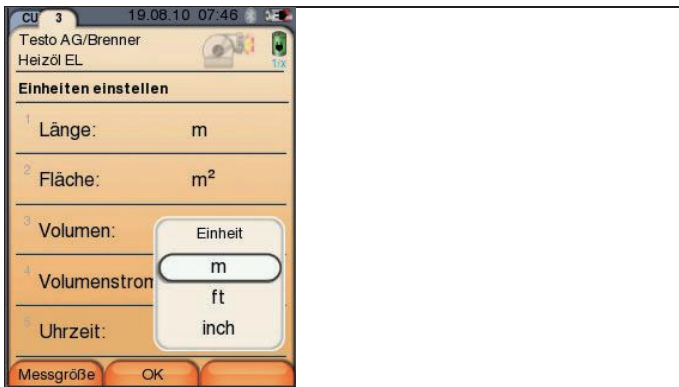 CU 3 19.08.10 07:46
Testo AG/Brenner
Heizöl EL
1/X
Einheiten einstellen
1 Länge: m
2 Fläche: m²
3 Volumen:
4 Volumenstrom
5 Uhrzeit:
Einheit
m
ft
inch
Messgröße OK